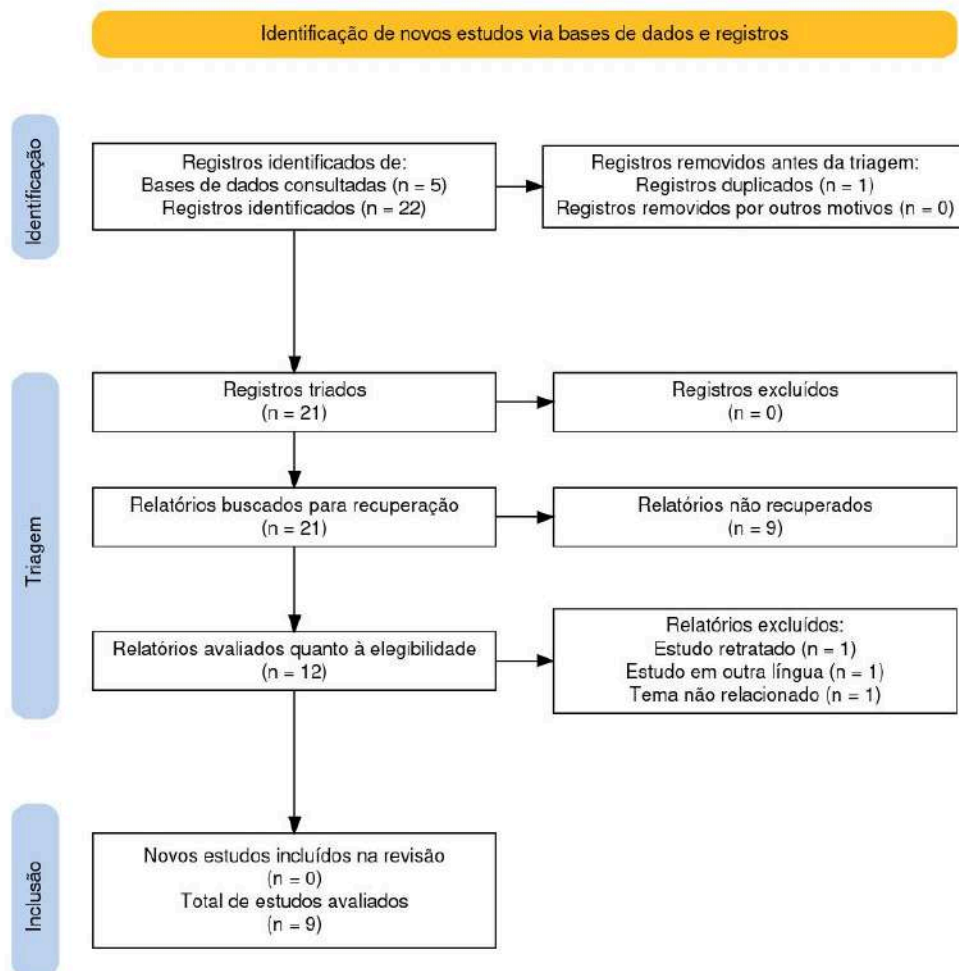 Identificação de novos estudos via bases de dados e registros
Identificação
Registros identificados de:
Bases de dados consultadas (n = 5)
Registros identificados (n = 22)
Registros removidos antes da triagem:
Registros duplicados (n = 1)
Registros removidos por outros motivos (n = 0)
Triagem
Registros triados
(n = 21)
Registros excluídos
(n = 0)
Relatórios buscados para recuperação
(n = 21)
Relatórios não recuperados
(n = 9)
Relatórios avaliados quanto à elegibilidade
(n = 12)
Relatórios excluídos:
Estudo retratado (n = 1)
Estudo em outra língua (n = 1)
Tema não relacionado (n = 1)
Inclusão
Novos estudos incluídos na revisão
(n = 0)
Total de estudos avaliados
(n = 9)